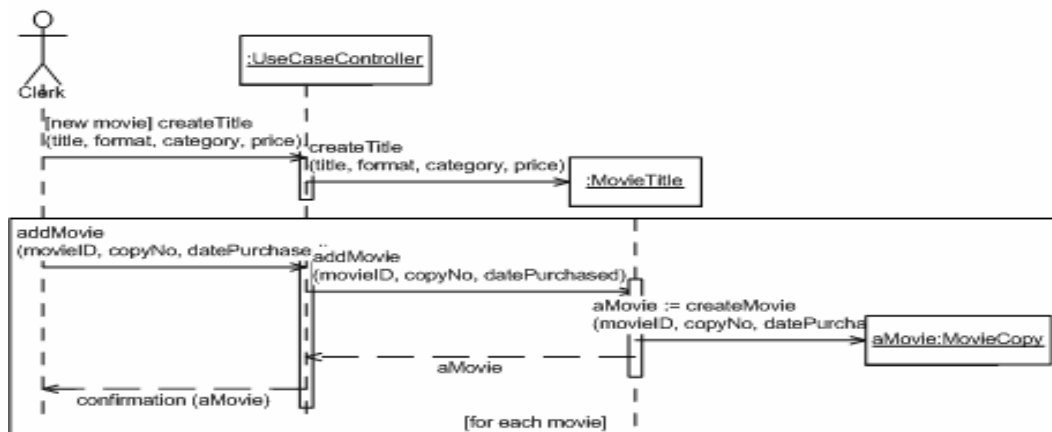 :UseCaseController
Clerk
[new movie] createTitle
(title, format, category, price)
createTitle
(title, format, category, price)
:MovieTitle
addMovie
(movieID, copyNo, datePurchase
addMovie
(movieID, copyNo, datePurchased)
aMovie := createMovie
(movieID, copyNo, datePurcha
aMovie:MovieCopy
aMovie
confirmation (aMovie)
[for each movie]